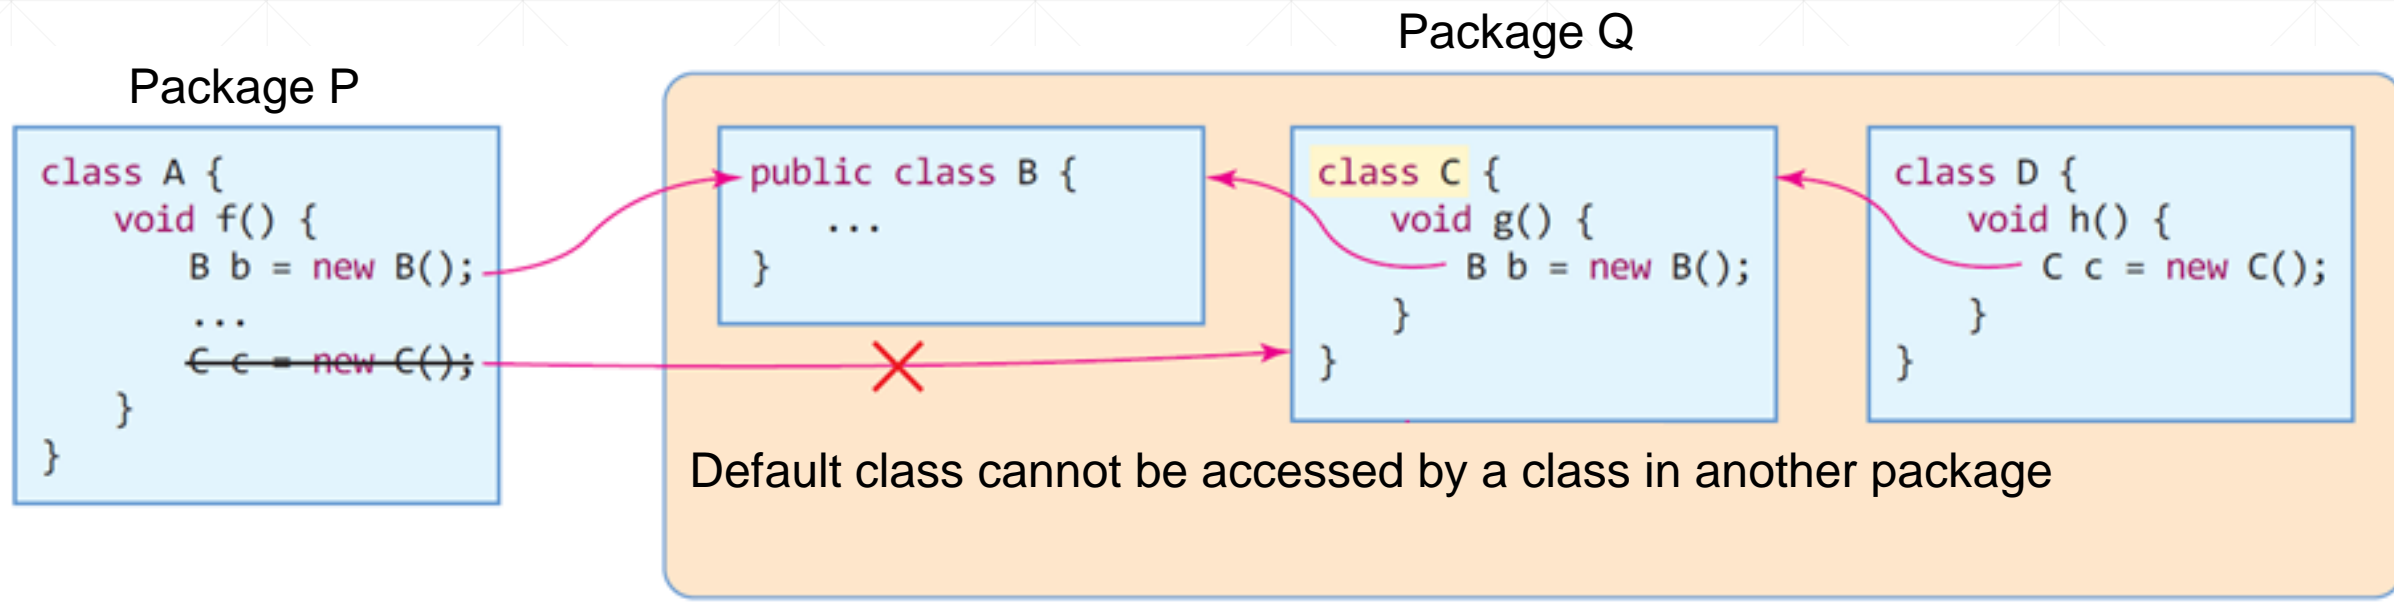 Package P
class A {
void f() {
B b = new B();
...
C c = new C();
}
}
Package Q
public class B {
...
}
class C {
void g() {
B b = new B();
}
}
class D {
void h() {
C c = new C();
}
}
Default class cannot be accessed by a class in another package